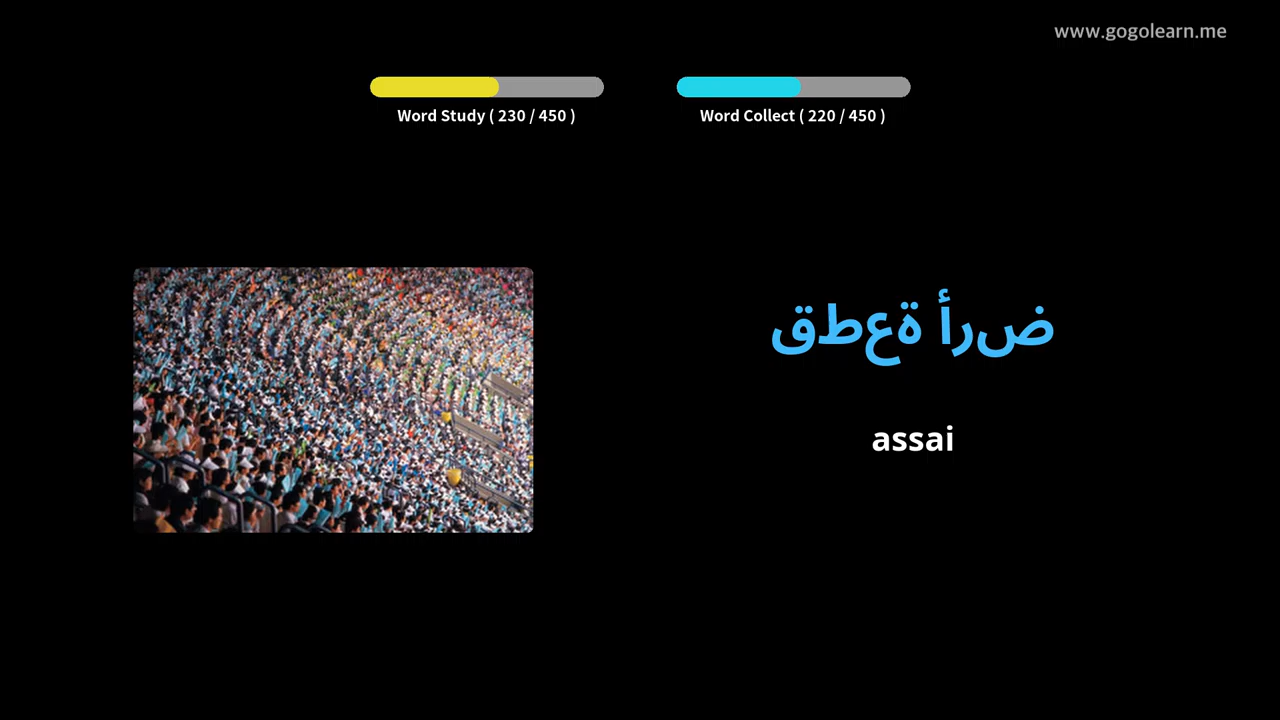 www.gogolearn.me
Word Study ( 230 / 450 )
Word Collect ( 220 / 450 )
ضرأ ةعطق
assai